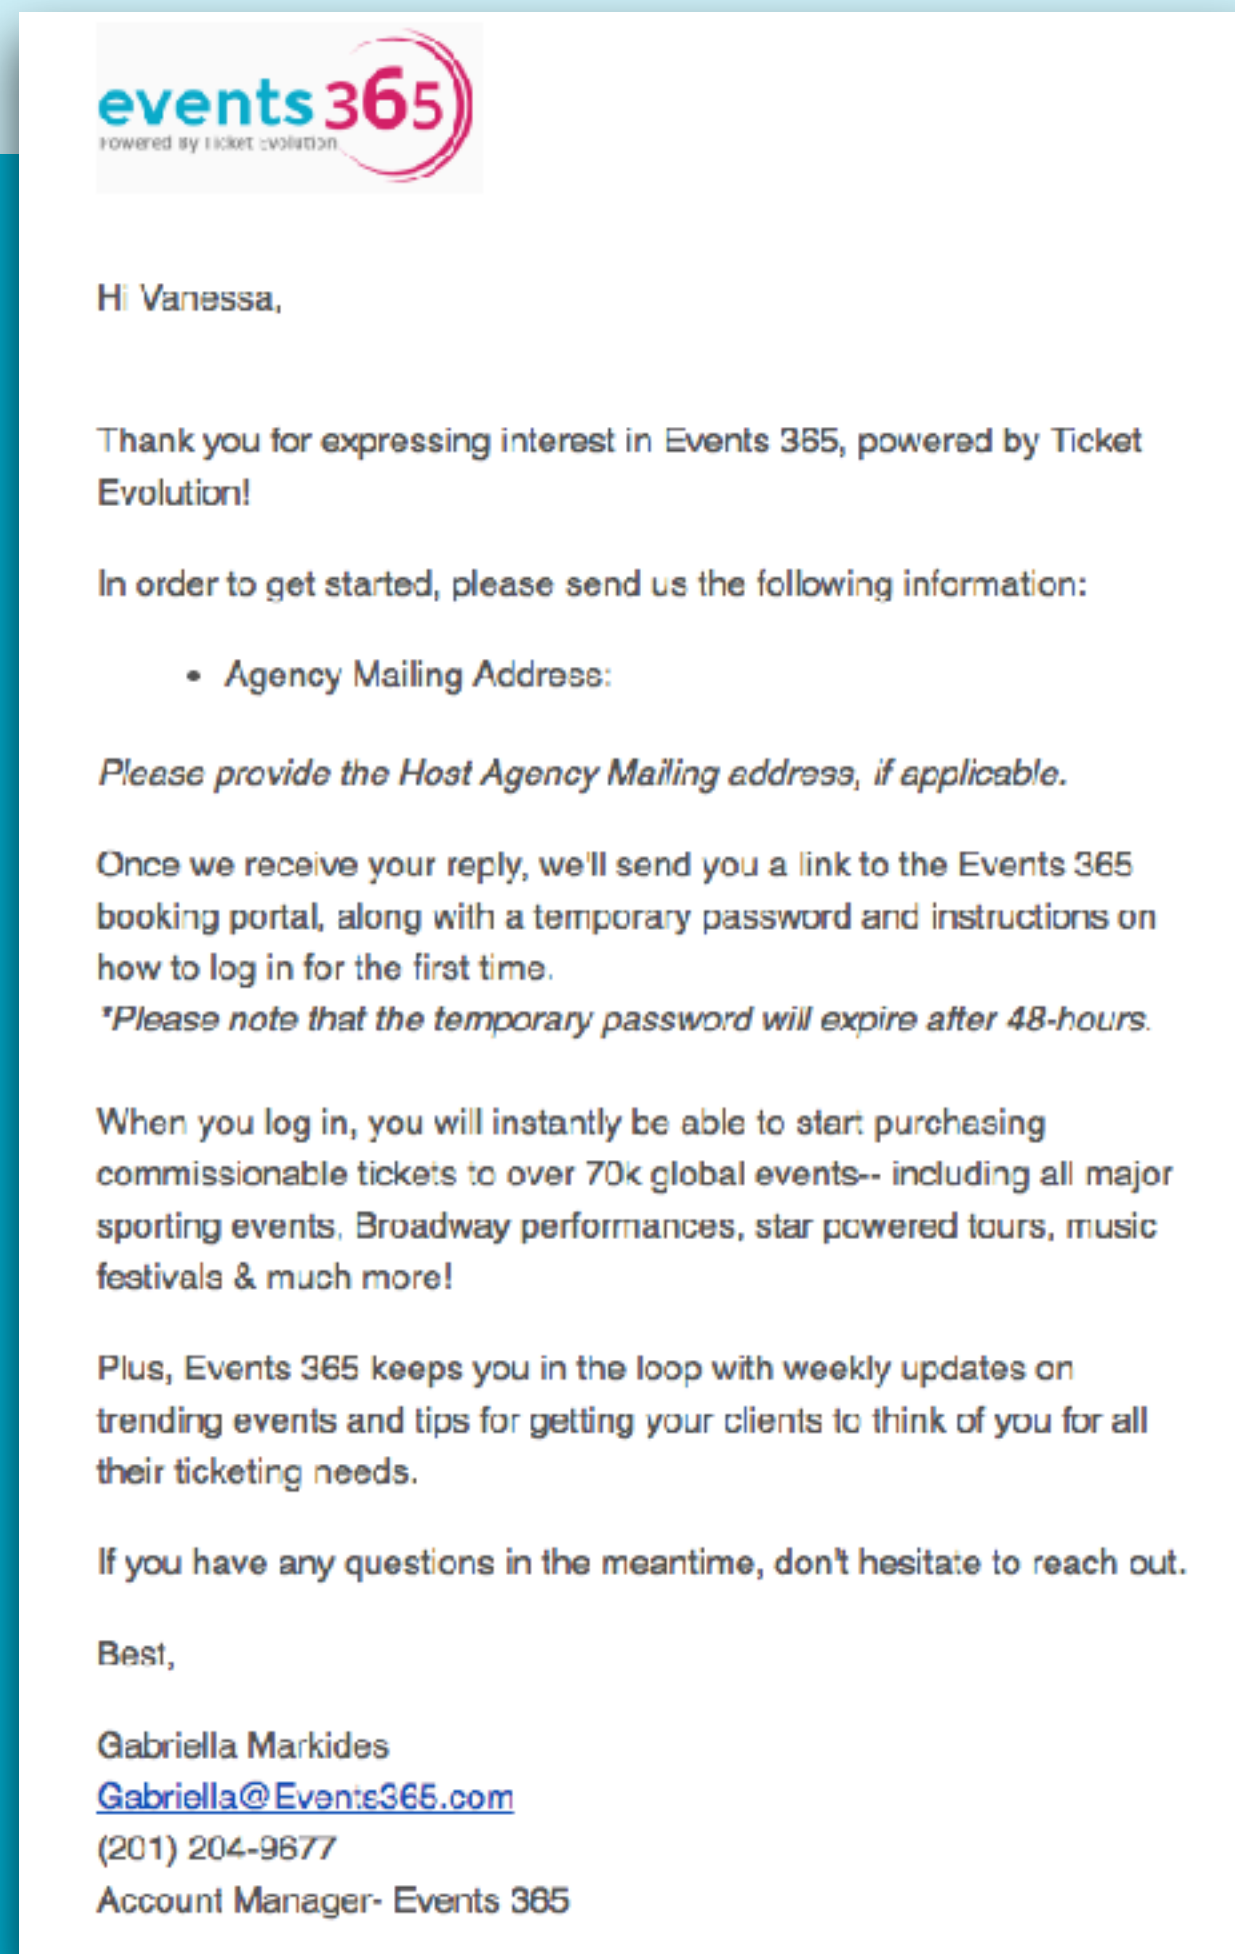 events 365
Powered By Ticket Evolution
Hi Vanessa,
Thank you for expressing interest in Events 365, powered by Ticket
Evolution!
In order to get started, please send us the following information:
• Agency Mailing Address:
Please provide the Host Agency Mailing address, if applicable.
Once we receive your reply, we'll send you a link to the Events 365
booking portal, along with a temporary password and instructions on
how to log in for the first time.
*Please note that the temporary password will expire after 48-hours.
When you log in, you will instantly be able to start purchasing
commissionable tickets to over 70k global events-- including all major
sporting events, Broadway performances, star powered tours, music
festivals & much more!
Plus, Events 365 keeps you in the loop with weekly updates on
trending events and tips for getting your clients to think of you for all
their ticketing needs.
If you have any questions in the meantime, don't hesitate to reach out.
Best,
Gabriella Markides
Gabriella@Events365.com
(201) 204-9677
Account Manager- Events 365